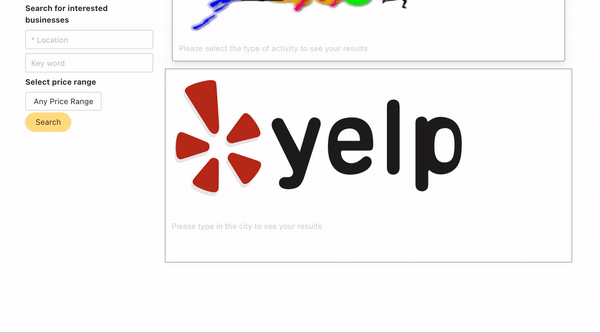 Search for interested
businesses
* Location
Key word
Select price range
Any Price Range
Search
Please select the type of activity to see your results
yelp
Please type in the city to see your results